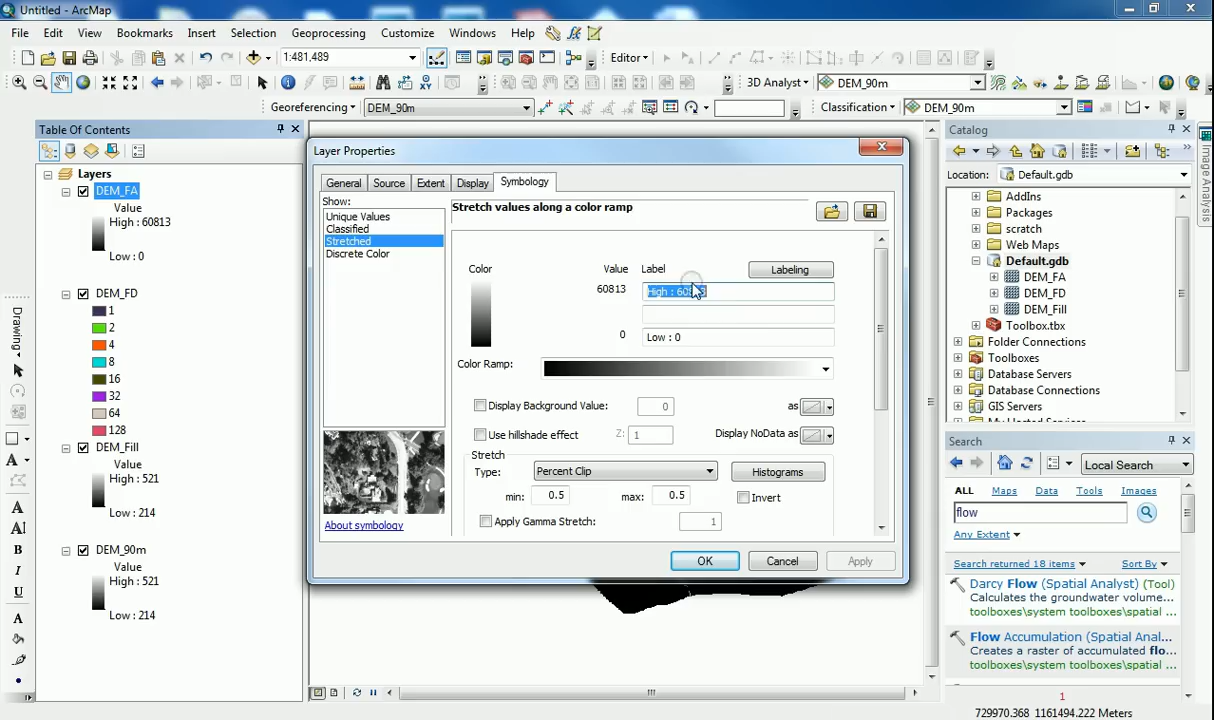 Untitled - ArcMap
File Edit View Bookmarks Insert Selection Geoprocessing Customize Windows Help
1:481,489 Editor
3D Analyst DEM_90m
Georeferencing DEM_90m Classification DEM_90m
Table Of Contents
Layers
DEM_FA
Value
High : 60813
Low : 0
DEM_FD
1
2
4
8
16
32
64
128
DEM_Fill
Value
High : 521
Low : 214
DEM_90m
Value
High : 521
Low : 214
Drawing
Layer Properties
General Source Extent Display Symbology
Show:
Unique Values
Classified
Stretched
Discrete Color
About symbology
Stretch values along a color ramp
Color Value Label Labeling
60813 High : 60813
0 Low : 0
Color Ramp:
Display Background Value: 0 as
Use hillshade effect Z: 1 Display NoData as
Stretch
Type: Percent Clip Histograms
min: 0.5 max: 0.5 Invert
Apply Gamma Stretch: 1
OK Cancel Apply
Catalog
Location: Default.gdb
AddIns
Packages
scratch
Web Maps
Default.gdb
DEM_FA
DEM_FD
DEM_Fill
Toolbox.tbx
Folder Connections
Toolboxes
Database Servers
Database Connections
GIS Servers
My Hosted Services
Image Analysis
Search
Local Search
ALL Maps Data Tools Images
flow
Any Extent
Search returned 18 items Sort By
Darcy Flow (Spatial Analyst) (Tool)
Calculates the groundwater volume...
toolboxes\system toolboxes\spatial ...
Flow Accumulation (Spatial Anal...
Creates a raster of accumulated flo...
toolboxes\system toolboxes\spatial ...
1
729970.368 1161494.222 Meters